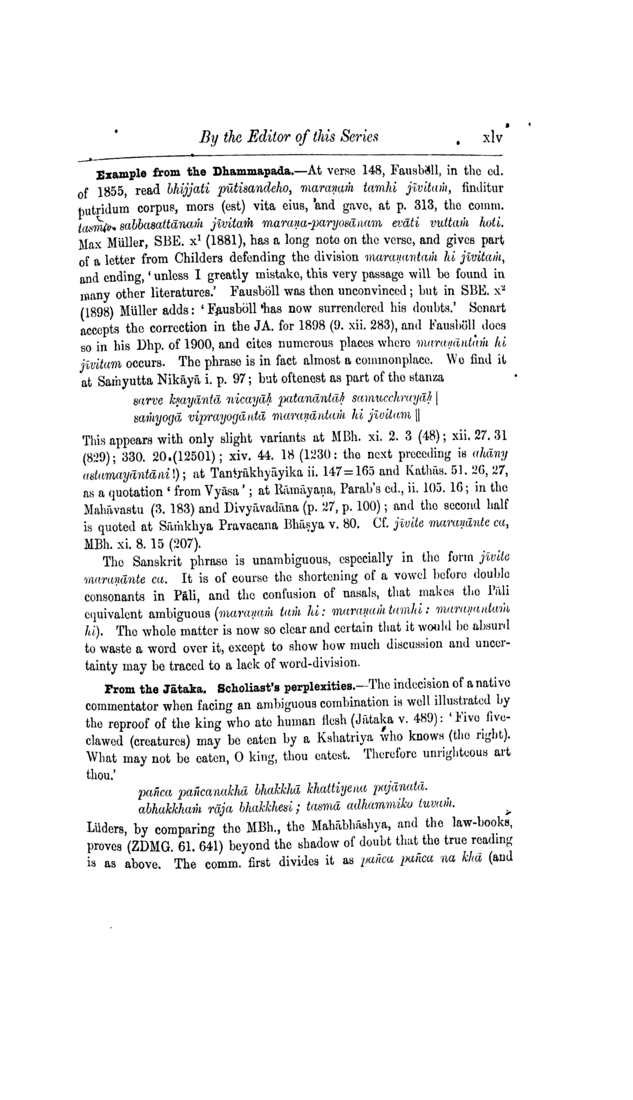 By the Editor of this Series xlv
Example from the Dhammapada.—At verse 148, Fausböll, in the ed.
of 1855, read bhijjati pūtisandeho, maraṇaṁ tamhi jīvitaṁ, finditur
putridum corpus, mors (est) vita eius, and gave, at p. 313, the comm.
sabbasattānaṁ jīvitaṁ maraṇa-paryosānam evāti vuttaṁ hoti.
Max Müller, SBE. x¹ (1881), has a long note on the verse, and gives part
of a letter from Childers defending the division maraṇantaṁ hi jīvitaṁ,
and ending, ‘unless I greatly mistake, this very passage will be found in
many other literatures.’ Fausböll was then unconvinced; but in SBE. x²
(1898) Müller adds: ‘Fausböll has now surrendered his doubts.’ Senart
accepts the correction in the JA. for 1898 (9. xii. 283), and Fausböll does
so in his Dhp. of 1900, and cites numerous places where maraṇāntaṁ hi
jīvitam occurs. The phrase is in fact almost a commonplace. We find it
at Saṁyutta Nikāyā i. p. 97; but oftenest as part of the stanza
sarve kṣayāntā nicayāḥ patanāntāḥ samucchrayāḥ |
saṁyogā viprayogāntā maraṇāntaṁ hi jīvitam ||
This appears with only slight variants at MBh. xi. 2. 3 (48); xii. 27. 31
(829); 330. 20 (12501); xiv. 44. 18 (1230: the next preceding is ahāny
astamayāntāni!); at Tantrākhyāyika ii. 147=165 and Kathās. 51. 26, 27,
as a quotation ‘from Vyāsa’; at Rāmāyaṇa, Parab’s ed., ii. 105. 16; in the
Mahāvastu (3. 183) and Divyāvadāna (p. 27, p. 100); and the second half
is quoted at Sāṁkhya Pravacana Bhāṣya v. 80. Cf. jīvite maraṇānte ca,
MBh. xi. 8. 15 (207).
The Sanskrit phrase is unambiguous, especially in the form jīvite
maraṇānte ca. It is of course the shortening of a vowel before double
consonants in Pāli, and the confusion of nasals, that makes the Pāli
equivalent ambiguous (maraṇaṁ taṁ hi: maraṇaṁ tamhi: maraṇantaṁ
hi). The whole matter is now so clear and certain that it would be absurd
to waste a word over it, except to show how much discussion and uncer-
tainty may be traced to a lack of word-division.
From the Jātaka. Scholiast’s perplexities.—The indecision of a native
commentator when facing an ambiguous combination is well illustrated by
the reproof of the king who ate human flesh (Jātaka v. 489): ‘Five five-
clawed (creatures) may be eaten by a Kshatriya who knows (the right).
What may not be eaten, O king, thou eatest. Therefore unrighteous art
thou.’
pañca pañcanakhā bhakkhā khattiyena pajānatā.
abhakkhaṁ rāja bhakkhesi; tasmā adhammiko tuvaṁ.
Lüders, by comparing the MBh., the Mahābhāshya, and the law-books,
proves (ZDMG. 61. 641) beyond the shadow of doubt that the true reading
is as above. The comm. first divides it as pañca pañca na khā (and